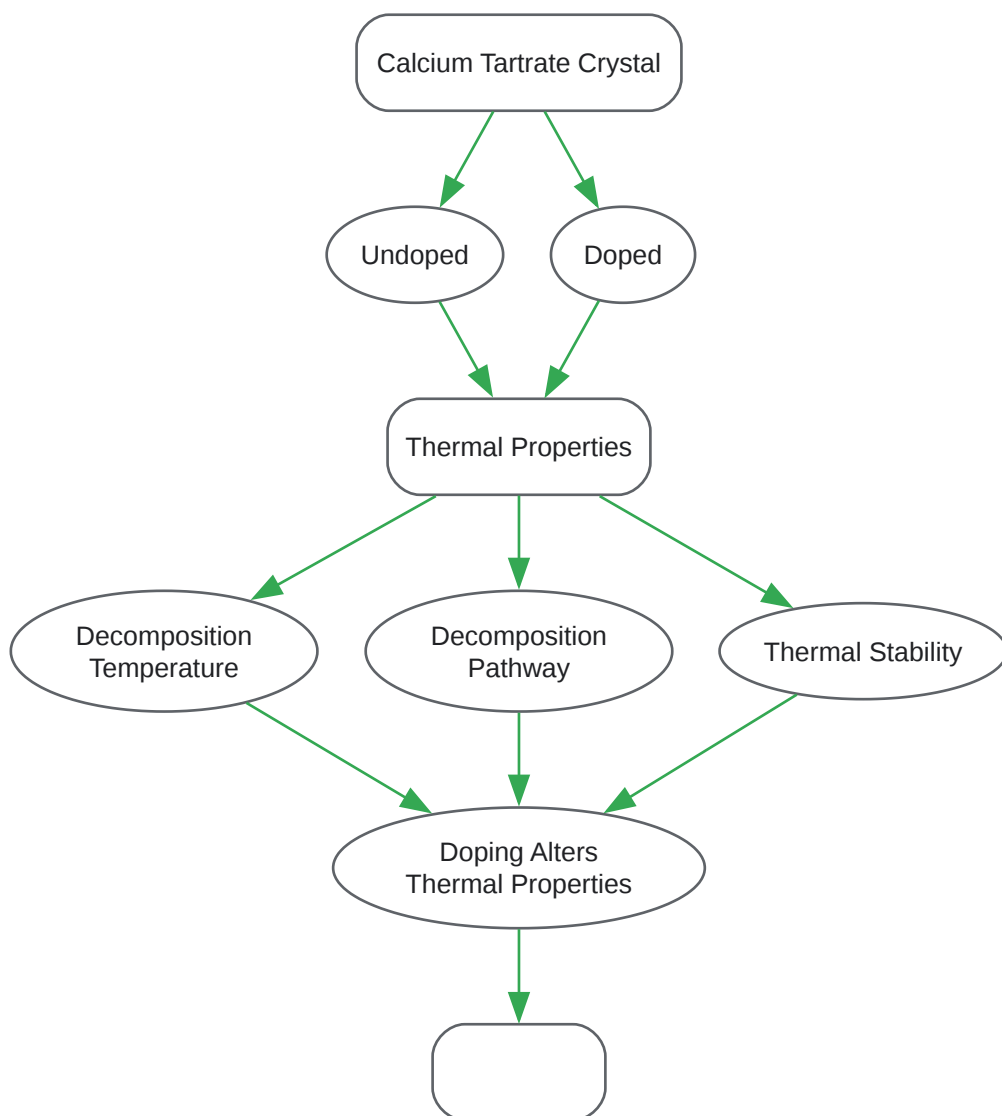 Calcium Tartrate Crystal
Undoped
Doped
Thermal Properties
Decomposition
Temperature
Decomposition
Pathway
Thermal Stability
Doping Alters
Thermal Properties